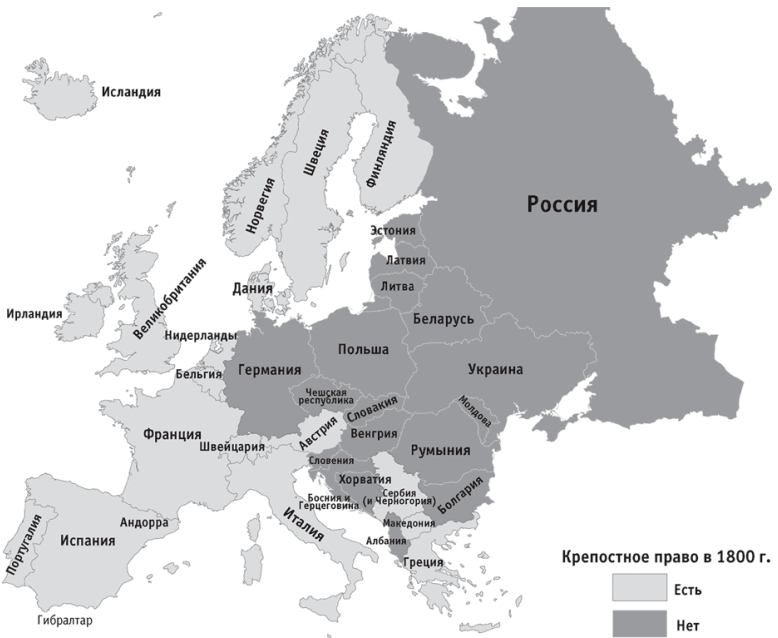 Исландия
Швеция
Финляндия
Норвегия
Россия
Эстония
Латвия
Литва
Дания
Ирландия
Великобритания
Беларусь
Нидерланды
Польша
Германия
Украина
Бельгия
Чешская
республика
Словакия
Молдова
Франция
Австрия
Венгрия
Швейцария
Румыния
Словения
Хорватия
Сербия
(и Черногория)
Босния и
Герцеговина
Болгария
Италия
Македония
Андорра
Португалия
Испания
Албания
Греция
Гибралтар
Крепостное право в 1800 г.
Есть
Нет